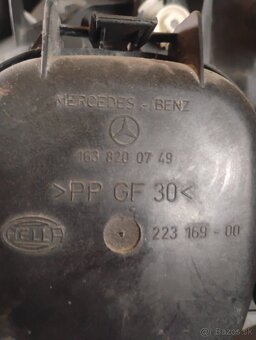 MERCEDES - BENZ
163 820 07 49
>PP GF 30<
HELLA
223 169 - 00
Bazos.sk